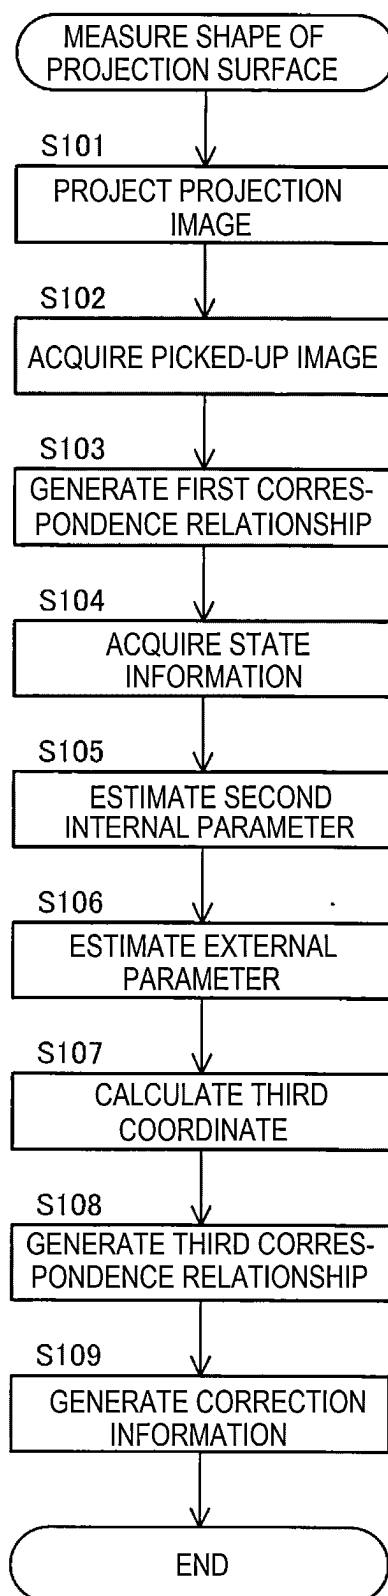 MEASURE SHAPE OF
PROJECTION SURFACE
S101
PROJECT PROJECTION
IMAGE
S102
ACQUIRE PICKED-UP IMAGE
S103
GENERATE FIRST CORRES-
PONDENCE RELATIONSHIP
S104
ACQUIRE STATE
INFORMATION
S105
ESTIMATE SECOND
INTERNAL PARAMETER
S106
ESTIMATE EXTERNAL
PARAMETER
S107
CALCULATE THIRD
COORDINATE
S108
GENERATE THIRD CORRES-
PONDENCE RELATIONSHIP
S109
GENERATE CORRECTION
INFORMATION
END